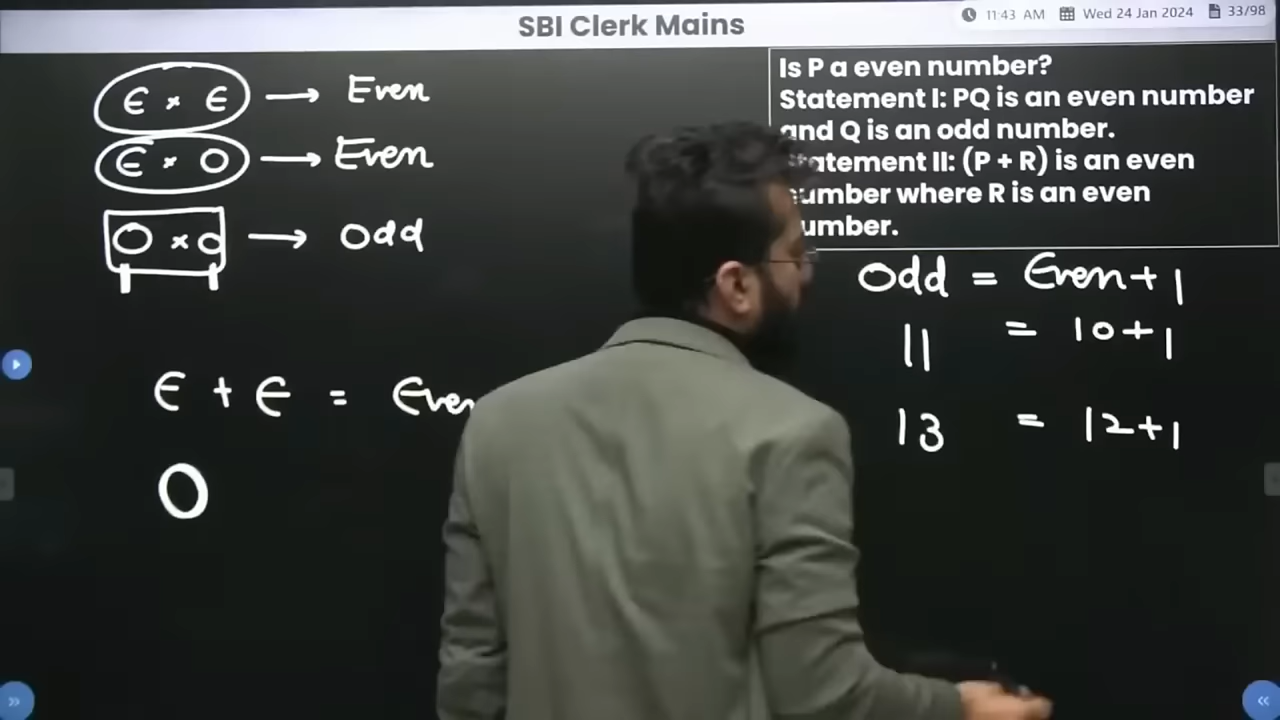 11:43 AM Wed 24 Jan 2024 33/98
SBI Clerk Mains
Is P a even number?
Statement I: PQ is an even number
and Q is an odd number.
Statement II: (P + R) is an even
number where R is an even
number.
E × E → Even
E × O → Even
O × O → Odd
E + E = Even
O
Odd = Even + 1
11 = 10 + 1
13 = 12 + 1